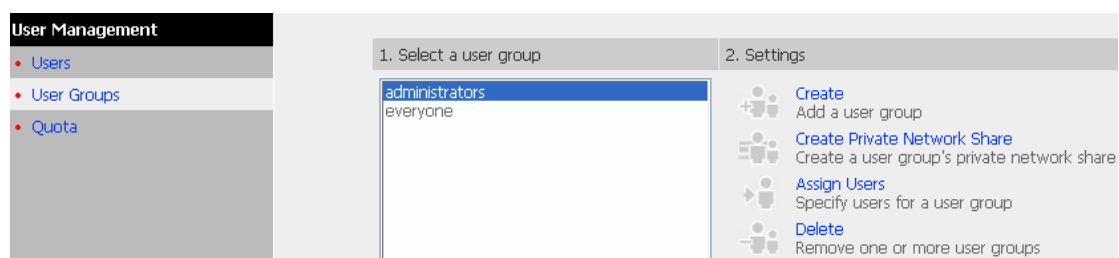 User Management
Users
User Groups
Quota
1. Select a user group
administrators
everyone
2. Settings
Create
Add a user group
Create Private Network Share
Create a user group's private network share
Assign Users
Specify users for a user group
Delete
Remove one or more user groups